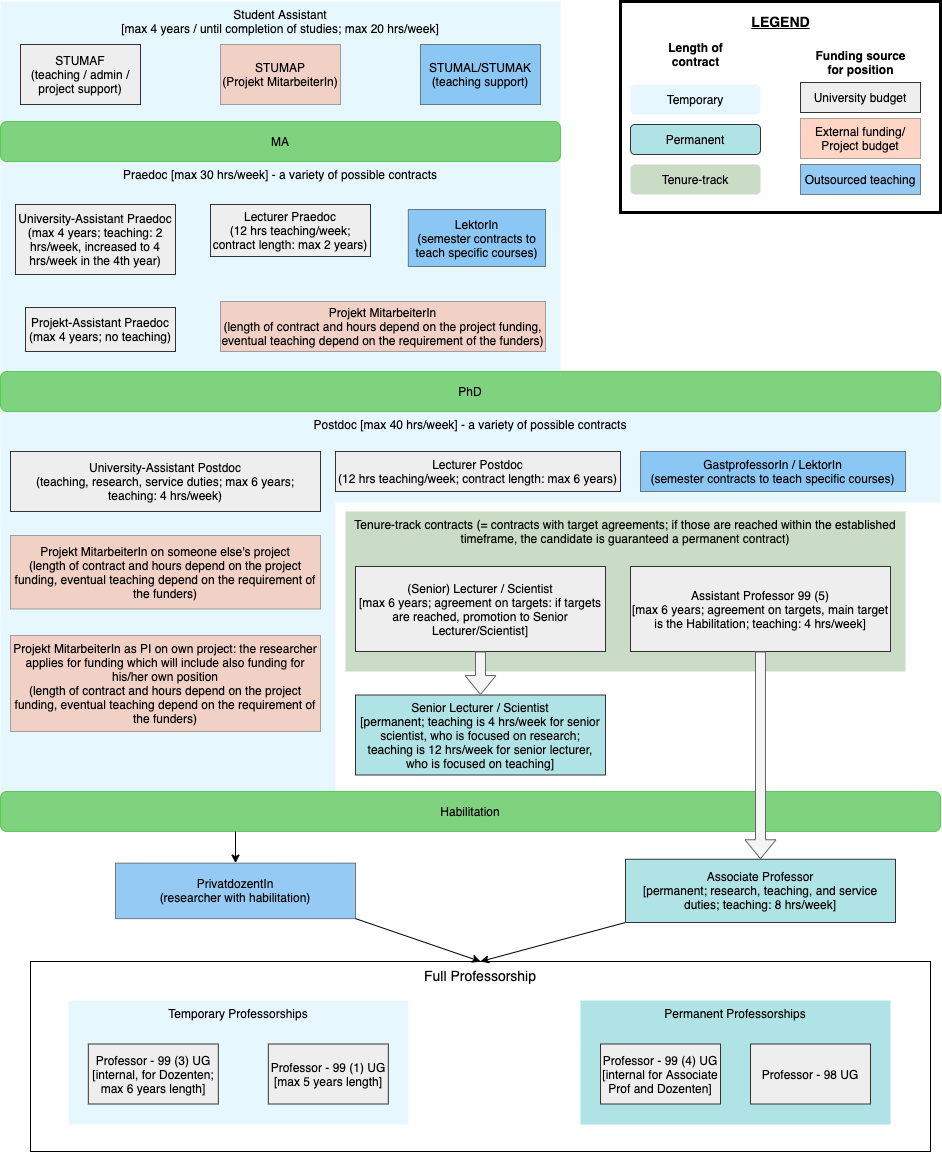 Student Assistant
[max 4 years / until completion of studies; max 20 hrs/week]
STUMAF
(teaching / admin /
project support)
STUMAP
(Projekt MitarbeiterIn)
STUMAL/STUMAK
(teaching support)
LEGEND
Length of
contract
Temporary
Permanent
Tenure-track
Funding source
for position
University budget
External funding/
Project budget
Outsourced teaching
MA
Praedoc [max 30 hrs/week] - a variety of possible contracts
University-Assistant Praedoc
(max 4 years; teaching: 2
hrs/week, increased to 4
hrs/week in the 4th year)
Lecturer Praedoc
(12 hrs teaching/week;
contract length: max 2 years)
LektorIn
(semester contracts to
teach specific courses)
Projekt-Assistant Praedoc
(max 4 years; no teaching)
Projekt MitarbeiterIn
(length of contract and hours depend on the project funding,
eventual teaching depend on the requirement of the funders)
PhD
Postdoc [max 40 hrs/week] - a variety of possible contracts
University-Assistant Postdoc
(teaching, research, service duties; max 6 years;
teaching: 4 hrs/week)
Lecturer Postdoc
(12 hrs teaching/week; contract length: max 6 years)
GastprofessorIn / LektorIn
(semester contracts to teach specific courses)
Projekt MitarbeiterIn on someone else's project
(length of contract and hours depend on the project
funding, eventual teaching depend on the requirement of
the funders)
Projekt MitarbeiterIn as PI on own project: the researcher
applies for funding which will include also funding for
his/her own position
(length of contract and hours depend on the project
funding, eventual teaching depend on the requirement of
the funders)
Tenure-track contracts (= contracts with target agreements; if those are reached within the established
timeframe, the candidate is guaranteed a permanent contract)
(Senior) Lecturer / Scientist
[max 6 years; agreement on targets: if targets
are reached, promotion to Senior
Lecturer/Scientist]
Assistant Professor 99 (5)
[max 6 years; agreement on targets, main target
is the Habilitation; teaching: 4 hrs/week]
Senior Lecturer / Scientist
[permanent; teaching is 4 hrs/week for senior
scientist, who is focused on research;
teaching is 12 hrs/week for senior lecturer,
who is focused on teaching]
Habilitation
PrivatdozentIn
(researcher with habilitation)
Associate Professor
[permanent; research, teaching, and service
duties; teaching: 8 hrs/week]
Full Professorship
Temporary Professorships
Professor - 99 (3) UG
[internal, for Dozenten;
max 6 years length]
Professor - 99 (1) UG
[max 5 years length]
Permanent Professorships
Professor - 99 (4) UG
[internal for Associate
Prof and Dozenten]
Professor - 98 UG